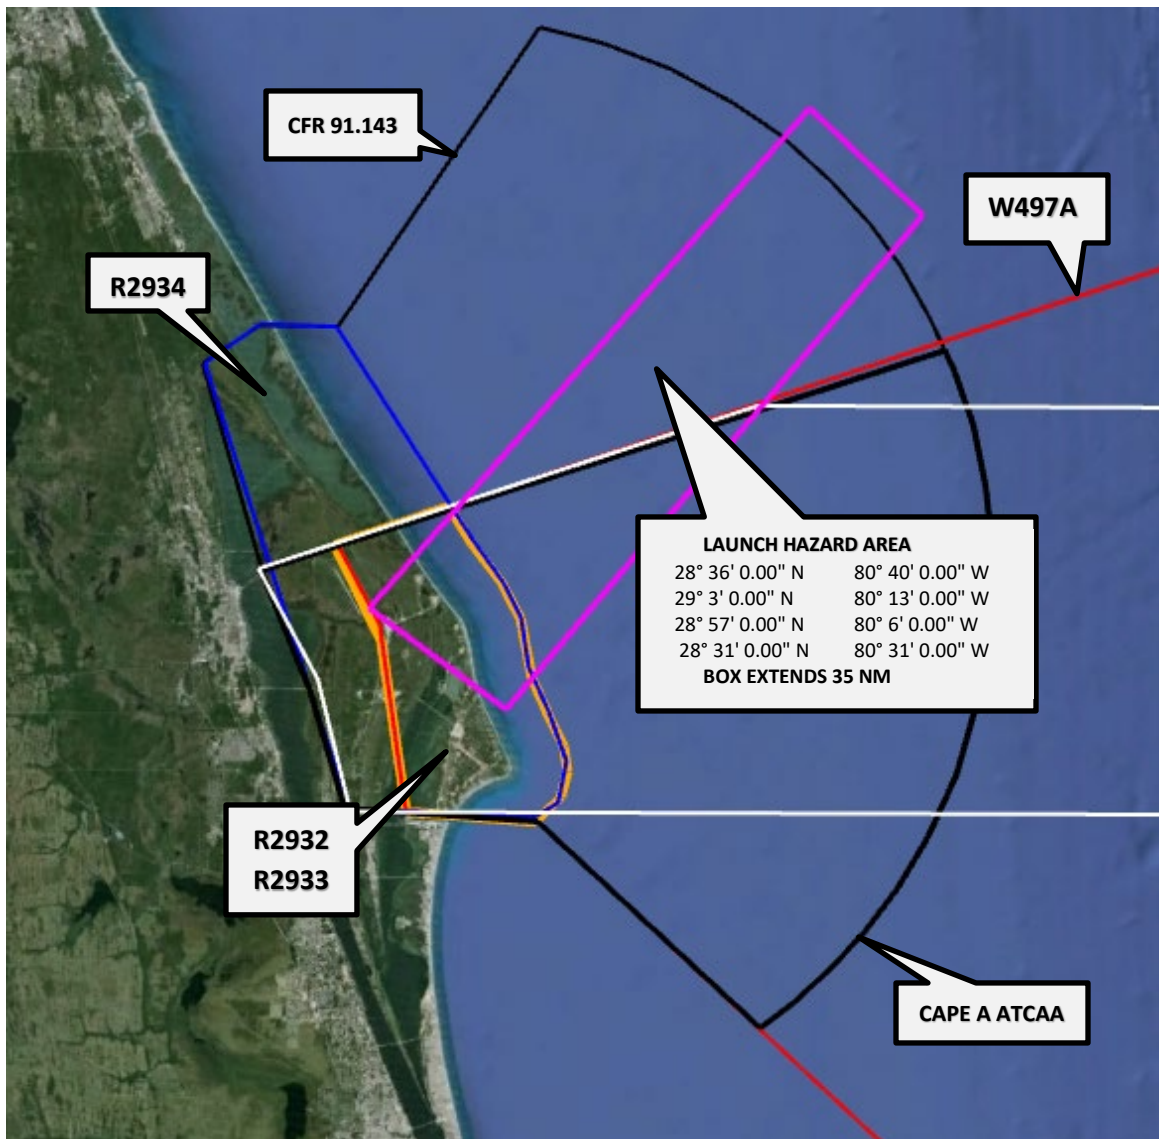 CFR 91.143
W497A
R2934
LAUNCH HAZARD AREA
28° 36' 0.00" N 80° 40' 0.00" W
29° 3' 0.00" N 80° 13' 0.00" W
28° 57' 0.00" N 80° 6' 0.00" W
28° 31' 0.00" N 80° 31' 0.00" W
BOX EXTENDS 35 NM
R2932
R2933
CAPE A ATCAA